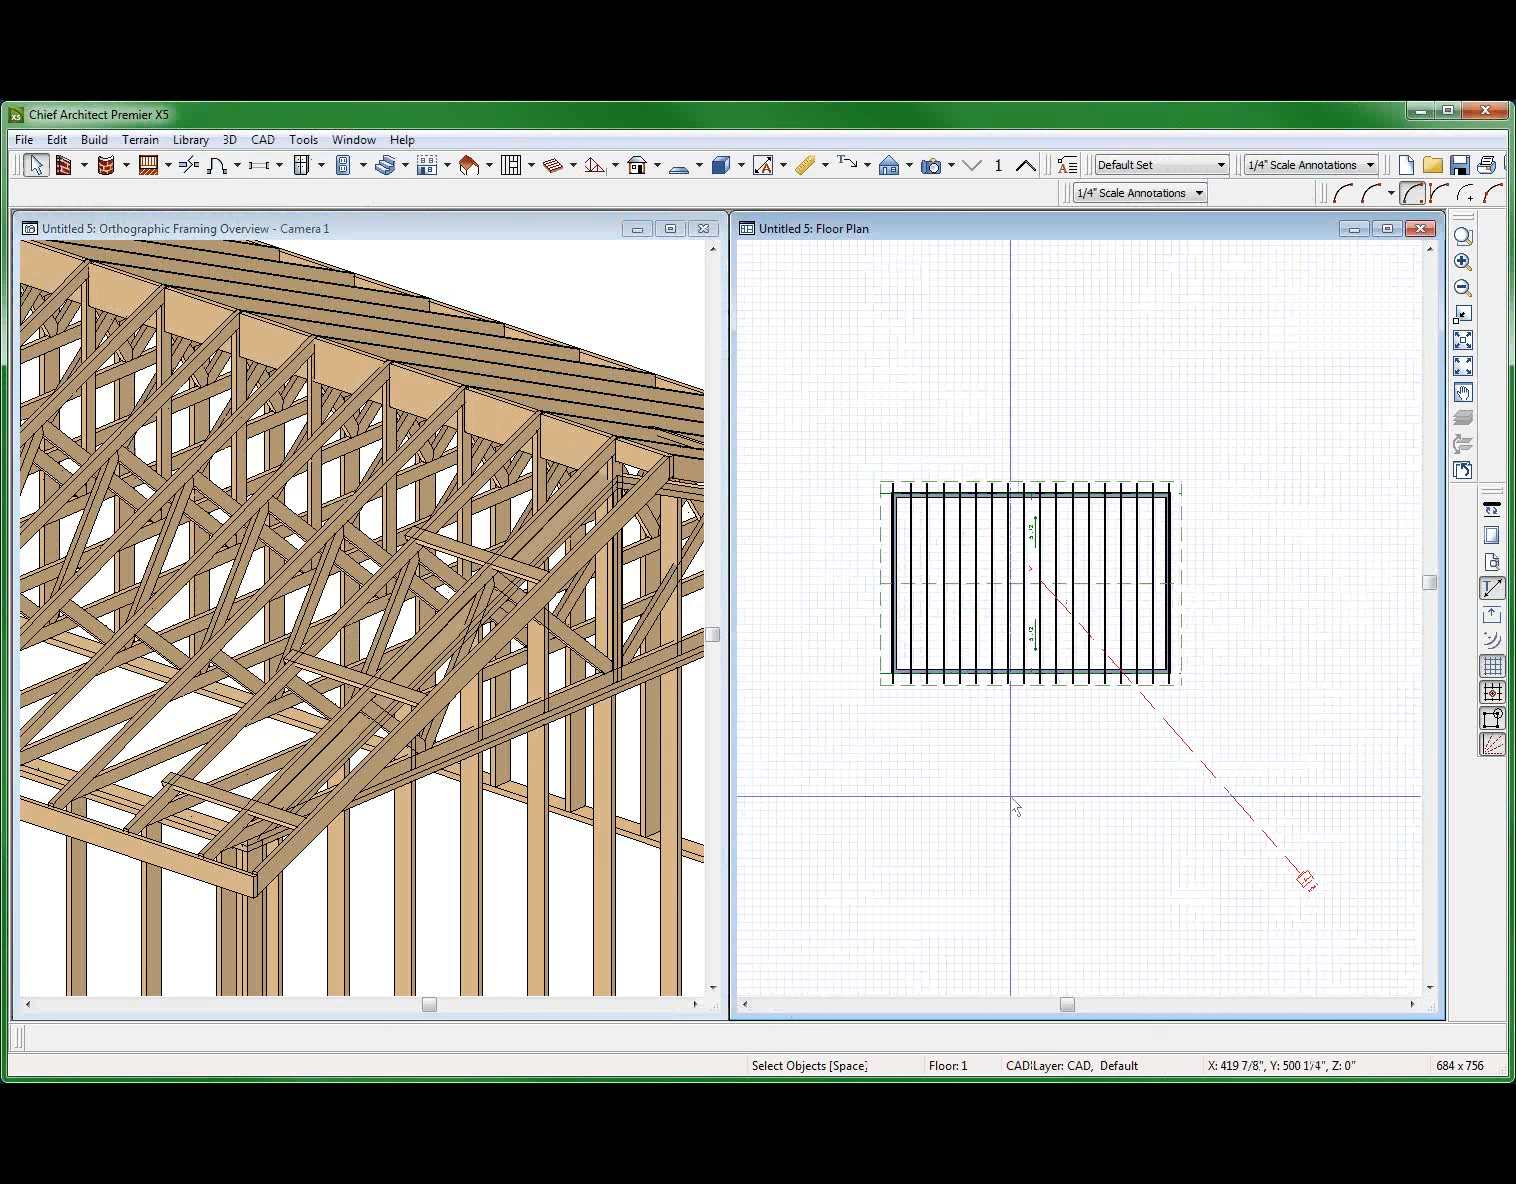 Chief Architect Premier X5
File Edit Build Terrain Library 3D CAD Tools Window Help
1 Default Set 1/4" Scale Annotations
1/4" Scale Annotations
Untitled 5: Orthographic Framing Overview - Camera 1
Untitled 5: Floor Plan
Select Objects [Space] Floor: 1 CAD Layer: CAD, Default X: 419 7/8", Y: 500 1/4", Z: 0" 684 x 756